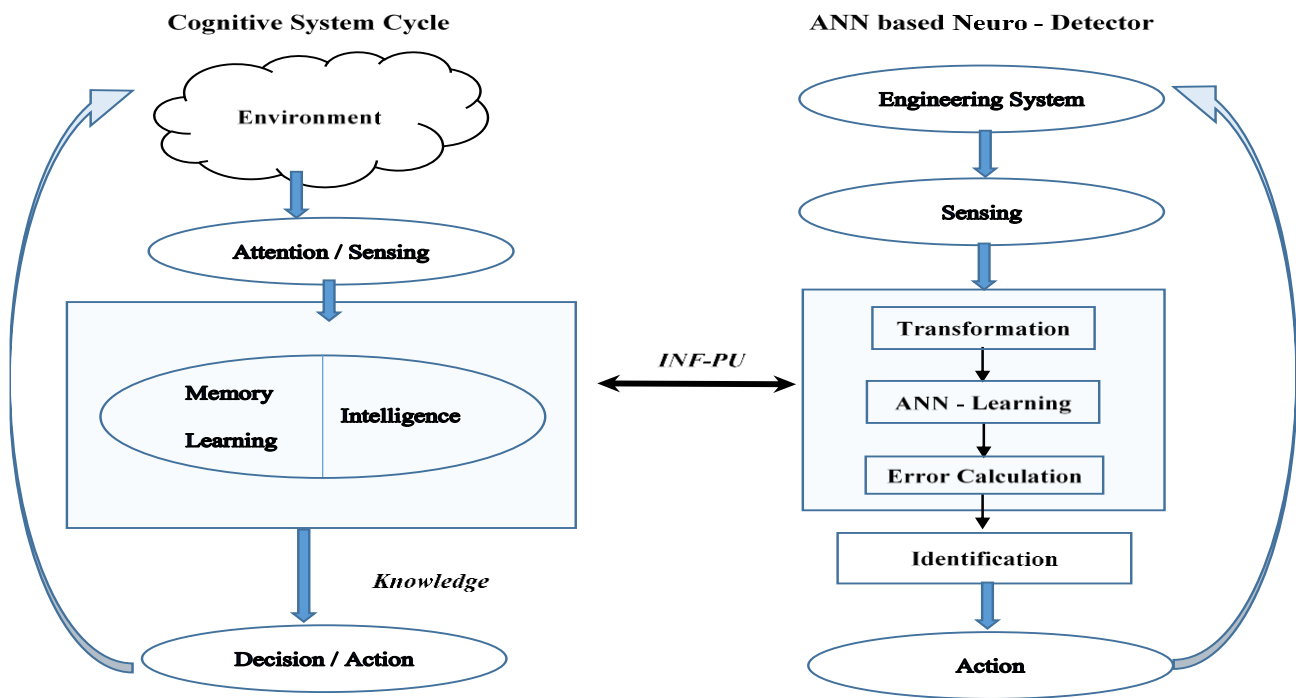 Cognitive System Cycle
Environment
Attention / Sensing
Memory
Learning
Intelligence
Knowledge
Decision / Action
INF-PU
ANN based Neuro - Detector
Engineering System
Sensing
Transformation
ANN - Learning
Error Calculation
Identification
Action